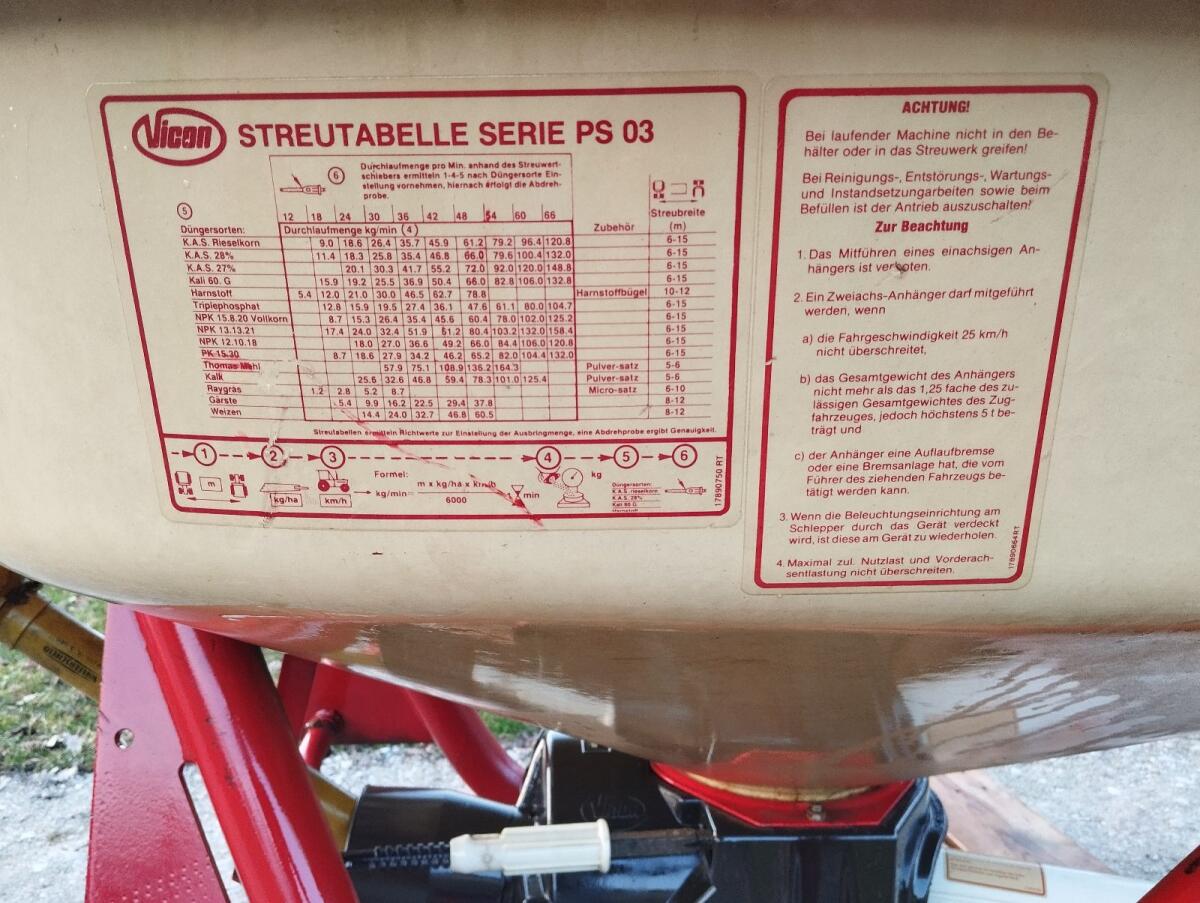 Vicon STREUTABELLE SERIE PS 03
6
Durchlaufmenge pro Min. anhand des Streuwert-
schiebers ermitteln 1-4-5 nach Düngersorte Ein-
stellung vornehmen, hiernach erfolgt die Abdreh-
probe.
12 18 24 30 36 42 48 54 60 66
5
Düngersorten: Durchlaufmenge kg/min (4) Zubehör Streubreite (m)
K.A.S. Rieselkorn 9.0 18.6 26.4 35.7 45.9 61.2 79.2 96.4 120.8 6-15
K.A.S. 28% 11.4 18.3 25.8 35.4 46.8 66.0 79.6 100.4 132.0 6-15
K.A.S. 27% 20.1 30.3 41.7 55.2 72.0 92.0 120.0 148.8 6-15
Kali 60. G 15.9 19.2 25.5 36.9 50.4 66.0 82.8 106.0 132.8 6-15
Harnstoff 5.4 12.0 21.0 30.0 46.5 62.7 78.8 Harnstoffbügel 10-12
Triplephosphat 12.8 15.9 19.5 27.4 36.1 47.6 61.1 80.0 104.7 6-15
NPK 15.8.20 Vollkorn 8.7 15.3 26.4 35.4 45.6 60.4 78.0 102.0 125.2 6-15
NPK 13.13.21 17.4 24.0 32.4 51.9 51.2 80.4 103.2 132.0 158.4 6-15
NPK 12.10.18 18.0 27.0 36.6 49.2 66.0 84.4 108.6 132.0 6-15
PK 15.30 8.7 18.6 27.9 34.2 46.2 65.2 82.0 104.4 132.0 6-15
Thomas Mehl 57.9 75.1 108.9 136.2 164.3 Pulver-satz 5-6
Kalk 25.6 32.6 46.8 59.4 78.3 101.0 125.4 Pulver-satz 5-6
Raygras 1.2 2.8 5.2 8.7 Micro-satz 6-10
Gärste 5.4 9.9 16.2 22.5 29.4 37.8 8-12
Weizen 14.4 24.0 32.7 46.8 60.5 8-12
Streutabellen ermitteln Richtwerte zur Einstellung der Ausbringmenge, eine Abdrehprobe ergibt Genauigkeit.
1 2 3 4 5 6
m kg/ha km/h
Formel:
kg/min= m x kg/ha x km/h
6000
1 min
kg
Düngersorten:
K.A.S. rieselkorn
K.A.S. 28%
Kali 60 G
Harnstoff
17890750 RT
ACHTUNG!
Bei laufender Machine nicht in den Be-
hälter oder in das Streuwerk greifen!
Bei Reinigungs-, Entstörungs-, Wartungs-
und Instandsetzungarbeiten sowie beim
Befüllen ist der Antrieb auszuschalten!
Zur Beachtung
1. Das Mitführen eines einachsigen An-
hängers ist verboten.
2. Ein Zweiachs-Anhänger darf mitgeführt
werden, wenn
a) die Fahrgeschwindigkeit 25 km/h
nicht überschreitet,
b) das Gesamtgewicht des Anhängers
nicht mehr als das 1,25 fache des zu-
lässigen Gesamtgewichtes des Zug-
fahrzeuges, jedoch höchstens 5 t be-
trägt und
c) der Anhänger eine Auflaufbremse
oder eine Bremsanlage hat, die vom
Führer des ziehenden Fahrzeugs be-
tätigt werden kann.
3. Wenn die Beleuchtungseinrichtung am
Schlepper durch das Gerät verdeckt
wird, ist diese am Gerät zu wiederholen.
4. Maximal zul. Nutzlast und Vorderach-
sentlastung nicht überschreiten.
17890664 RT
Vicon